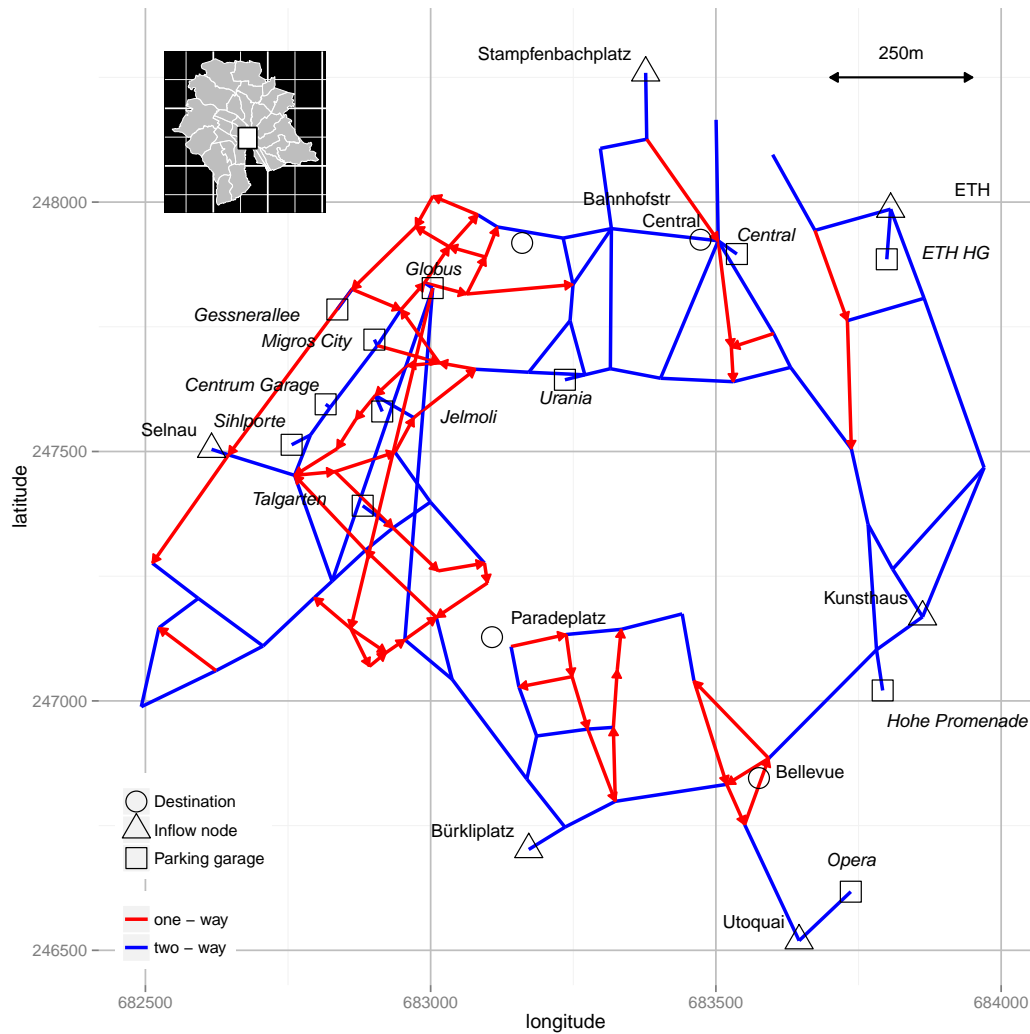 Stampfenbachplatz
250m
ETH
Bahnhofstr
248000
Central
Central
ETH HG
Globus
Gessnerallee
Migros City
Centrum Garage
Urania
Jelmoli
Sihlporte
Selnau
247500
latitude
Talgarten
Kunsthaus
Paradeplatz
247000
Hohe Promenade
Bellevue
Destination
Inflow node
Bürkliplatz
Parking garage
Opera
one – way
Utoquai
two – way
246500
682500
683000
683500
684000
longitude